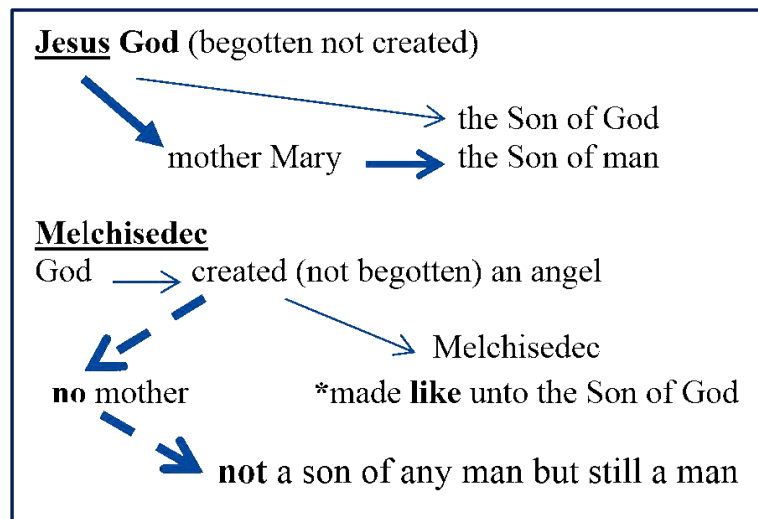 Jesus God (begotten not created)
the Son of God
mother Mary the Son of man
Melchisedec
God created (not begotten) an angel
Melchisedec
no mother *made like unto the Son of God
not a son of any man but still a man